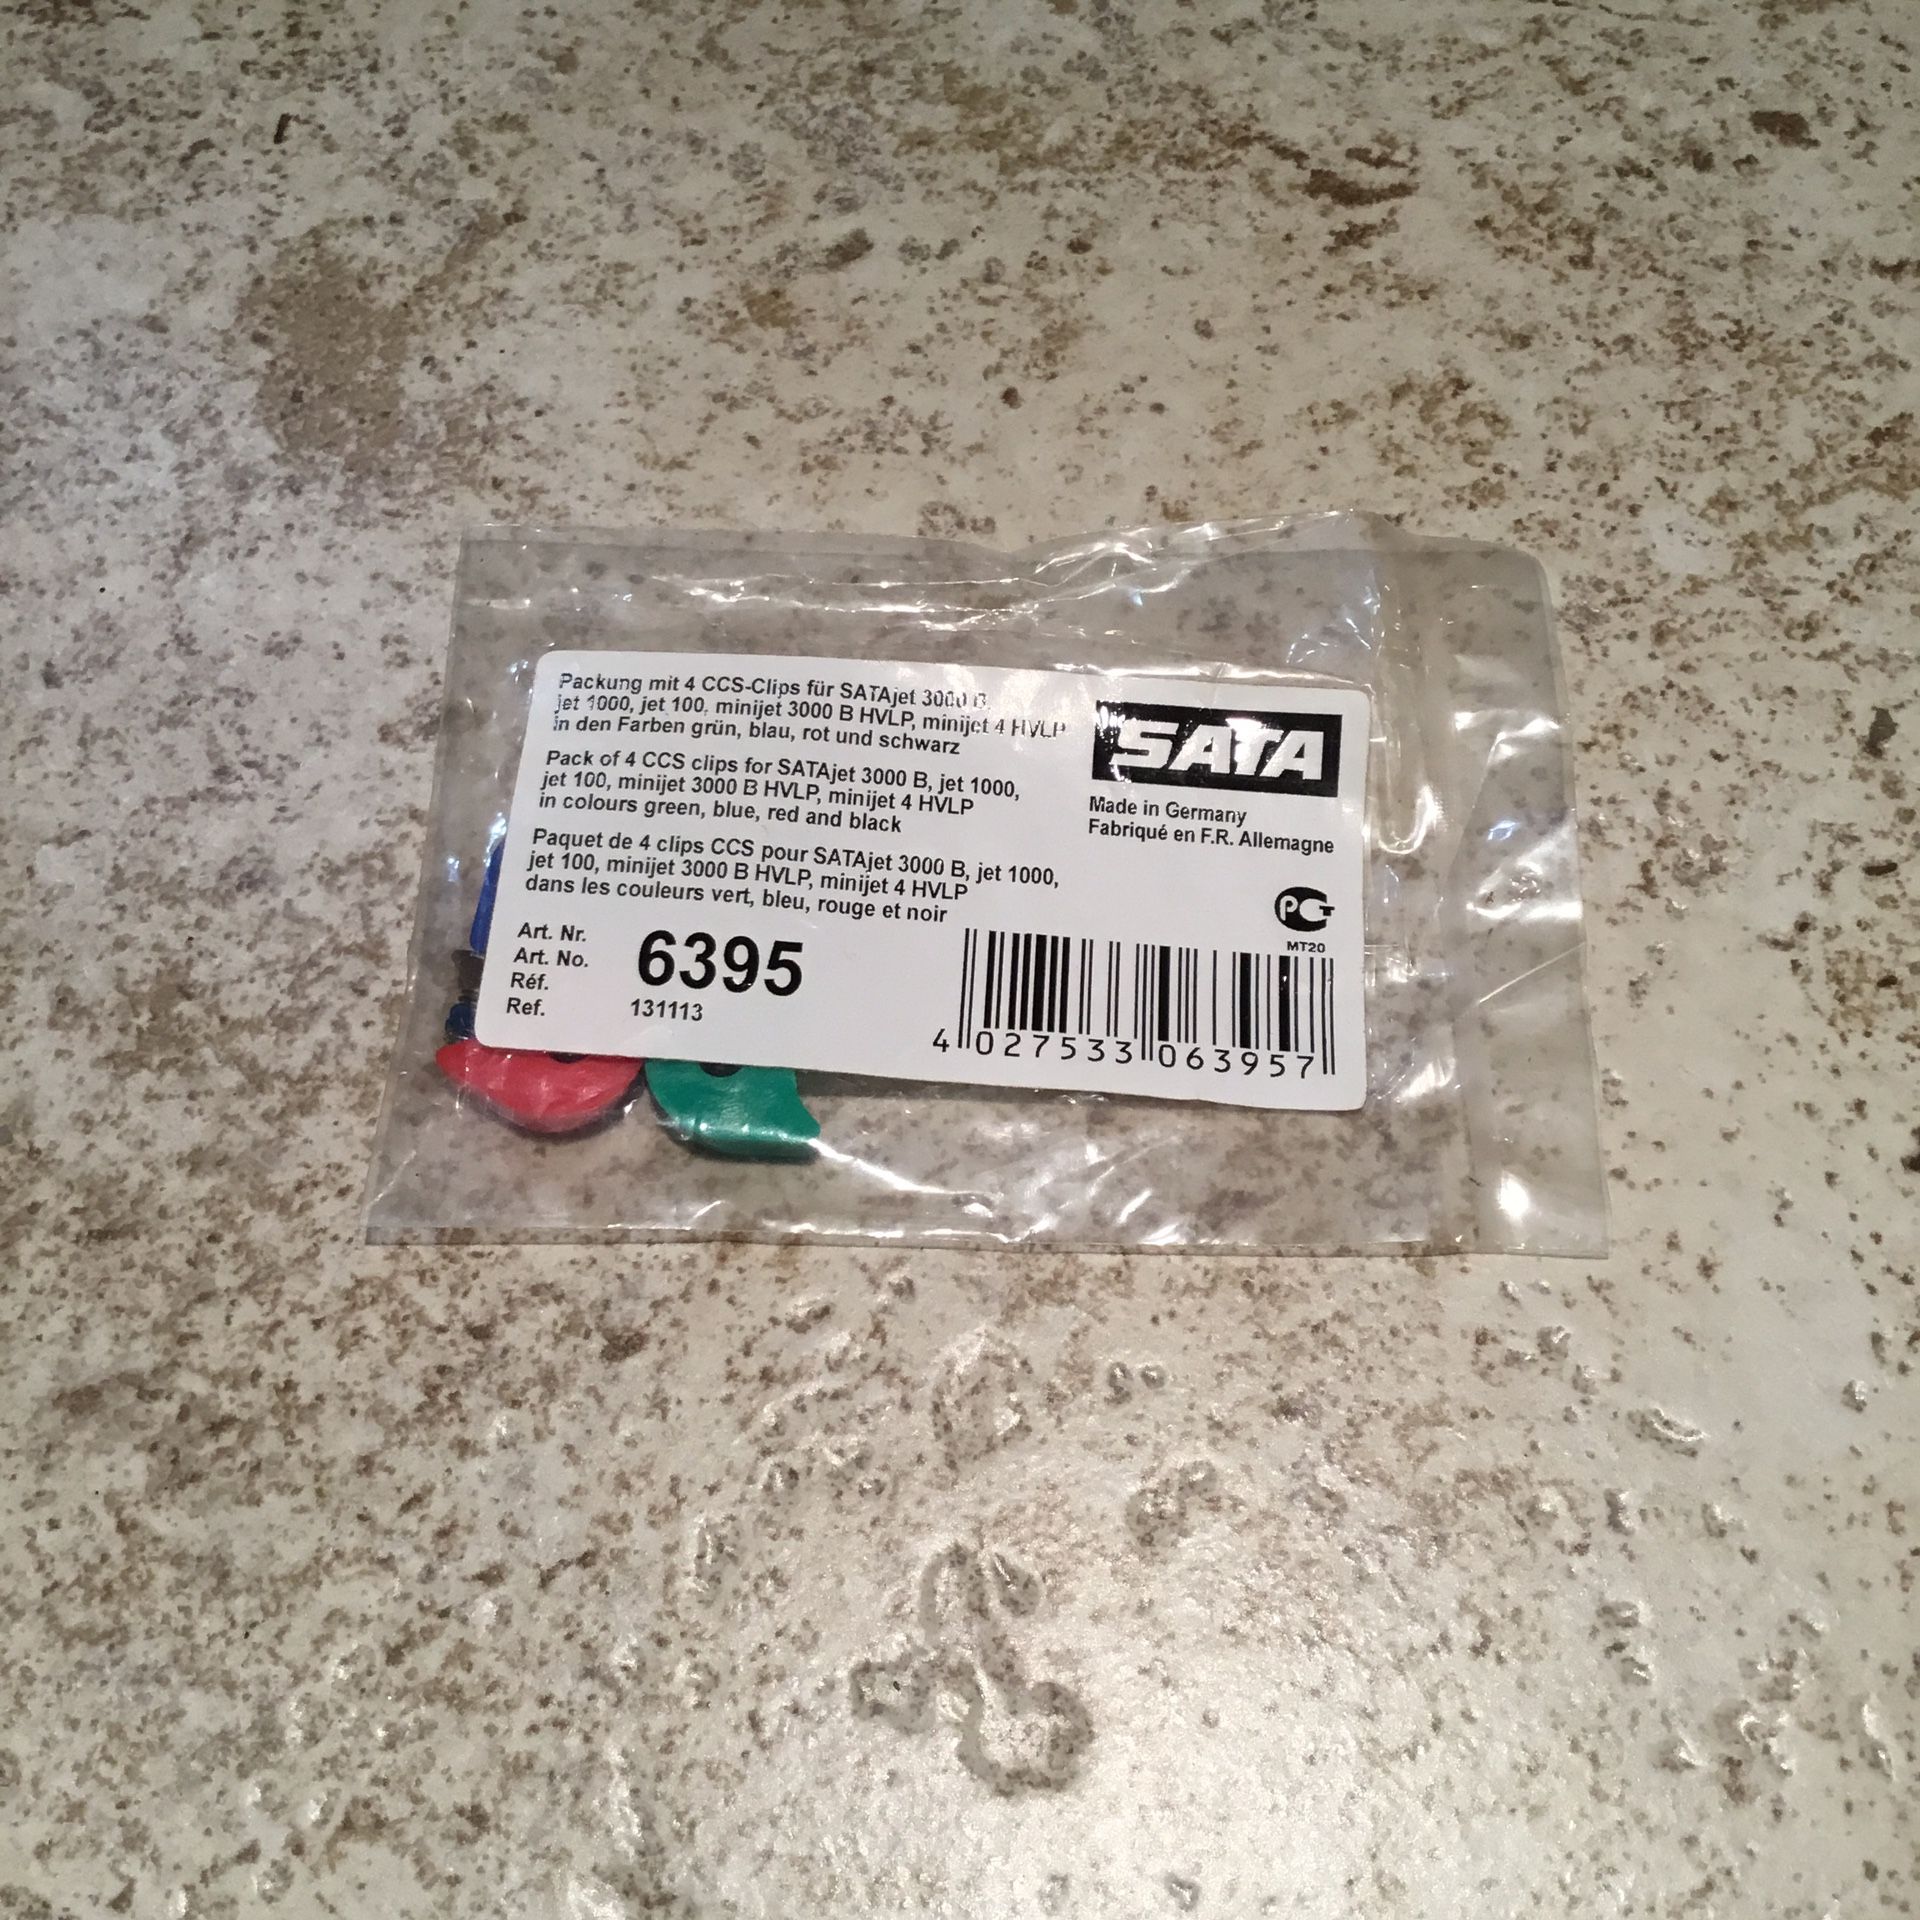 Packung mit 4 CCS-Clips für SATAjet 3000 B,
jet 1000, jet 100, minijet 3000 B HVLP, minijet 4 HVLP
in den Farben grün, blau, rot und schwarz
Pack of 4 CCS clips for SATAjet 3000 B, jet 1000,
jet 100, minijet 3000 B HVLP, minijet 4 HVLP
in colours green, blue, red and black
Paquet de 4 clips CCS pour SATAjet 3000 B, jet 1000,
jet 100, minijet 3000 B HVLP, minijet 4 HVLP
dans les couleurs vert, bleu, rouge et noir
Art. Nr.
Art. No.
Réf.
Ref.
6395
131113
SATA
Made in Germany
Fabriqué en F.R. Allemagne
PCT
MT20
4 027533 063957